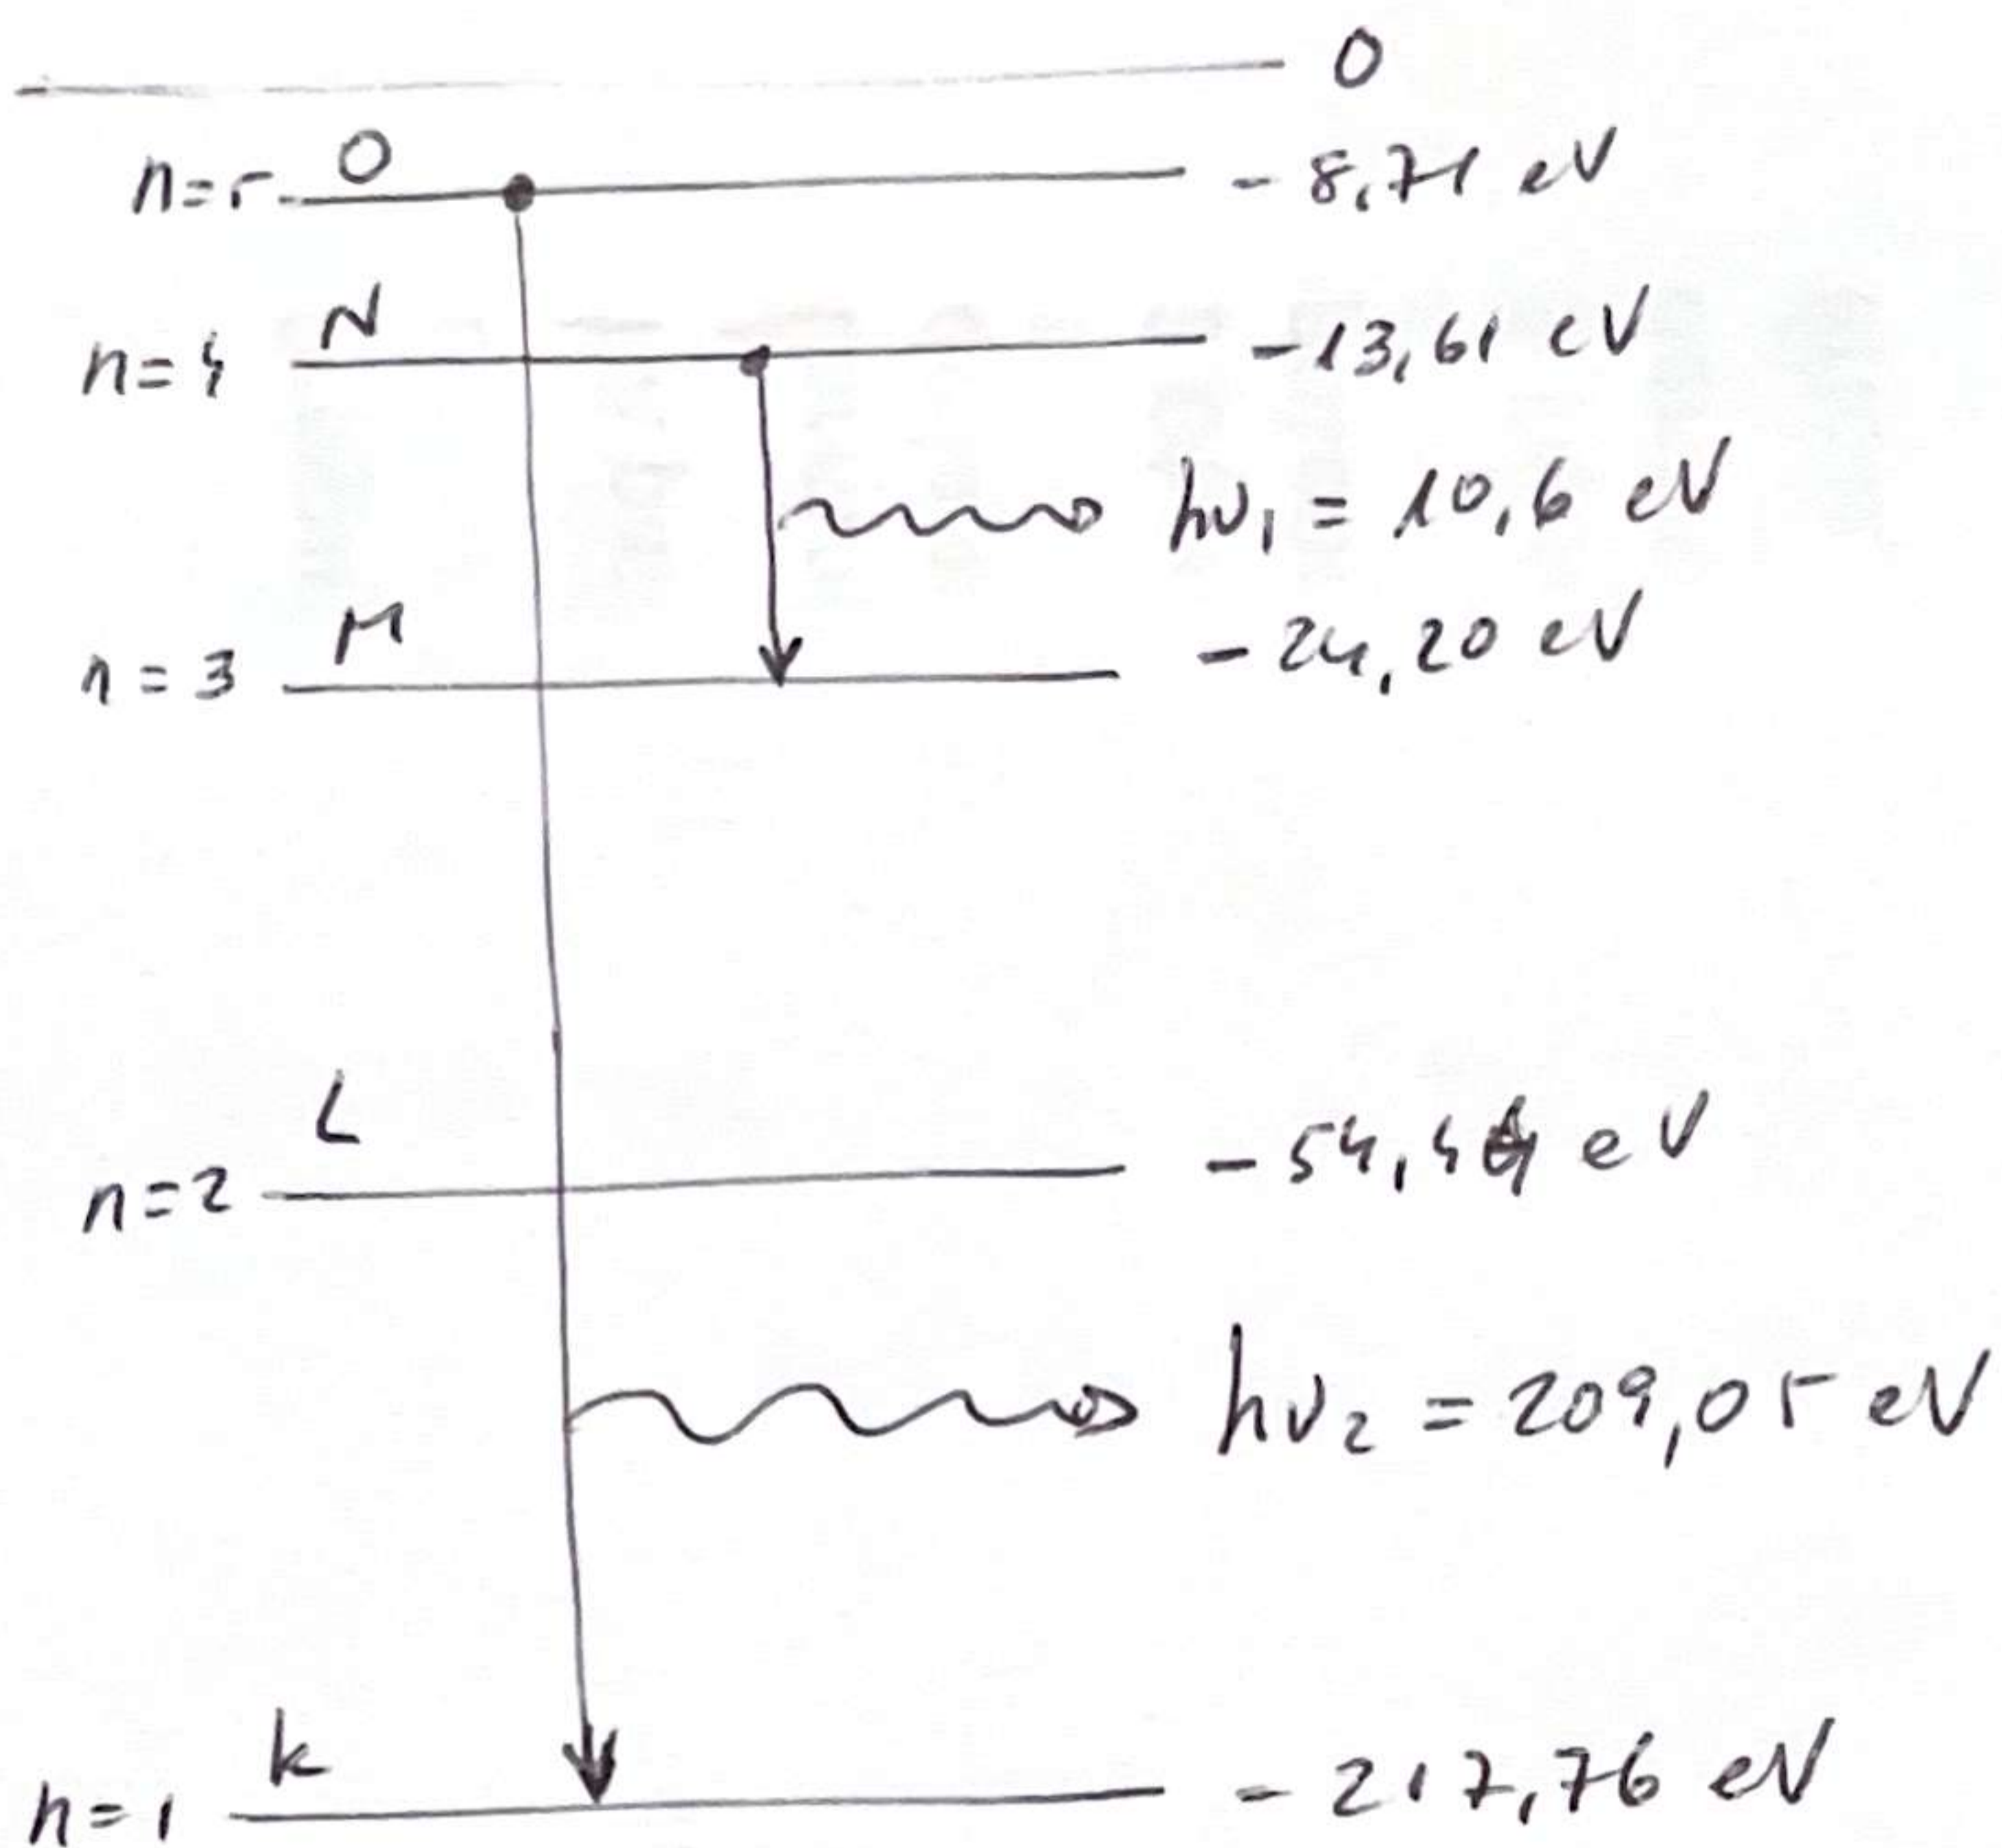 0
n=5 O - 8,71 eV
n=4 N -13,61 eV
hν₁ = 10,6 eV
n = 3 M - 24,20 eV
n=2 L - 54,44 eV
hν₂ = 209,05 eV
n=1 k - 217,76 eV